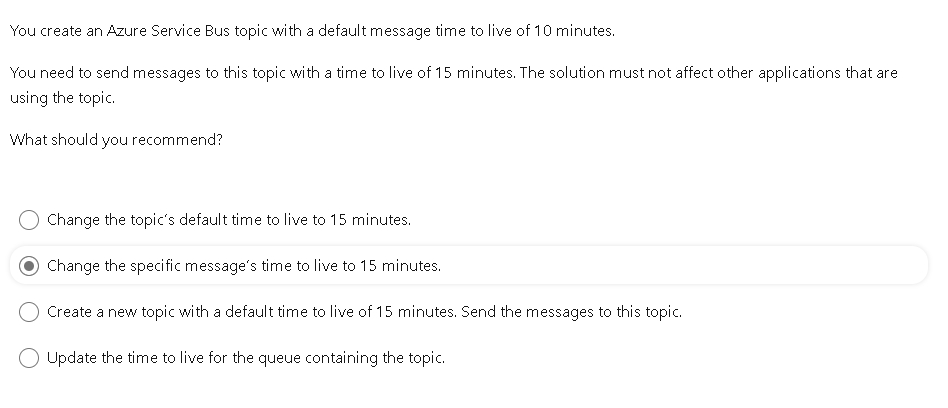 You create an Azure Service Bus topic with a default message time to live of 10 minutes.
You need to send messages to this topic with a time to live of 15 minutes. The solution must not affect other applications that are
using the topic.
What should you recommend?
Change the topic's default time to live to 15 minutes.
Change the specific message's time to live to 15 minutes.
Create a new topic with a default time to live of 15 minutes. Send the messages to this topic.
Update the time to live for the queue containing the topic.